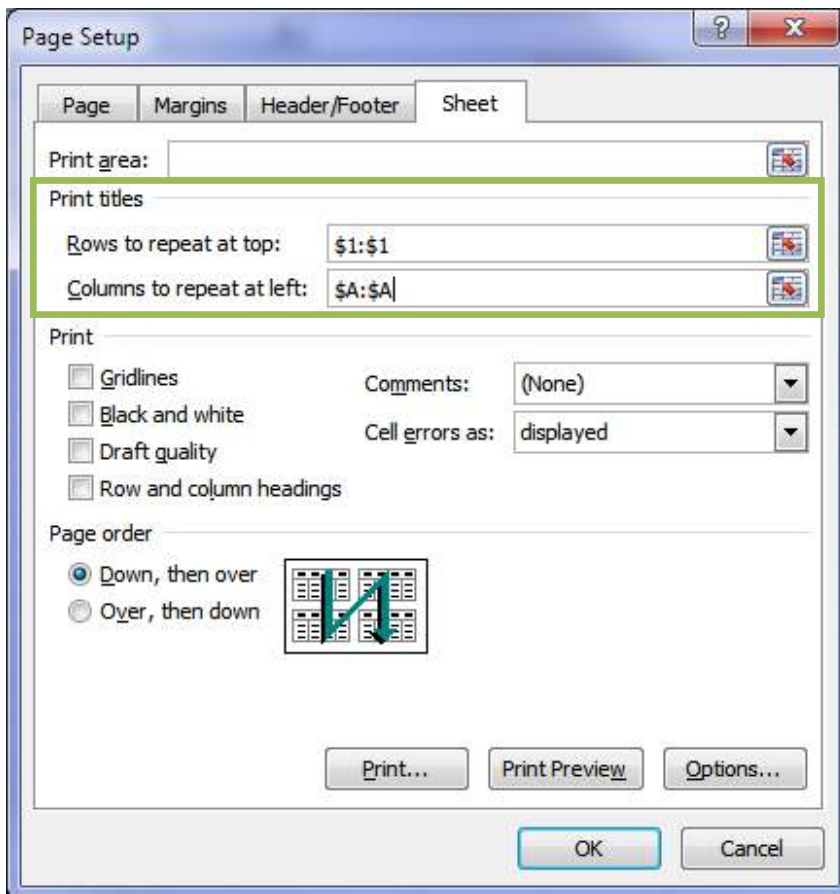 Page Setup
?
Page Margins Header/Footer Sheet
Print area:
Print titles
Rows to repeat at top: $1:$1
Columns to repeat at left: $A:$A
Print
Gridlines Comments: (None)
Black and white
Cell errors as: displayed
Draft quality
Row and column headings
Page order
Down, then over
Over, then down
Print... Print Preview Options...
OK Cancel